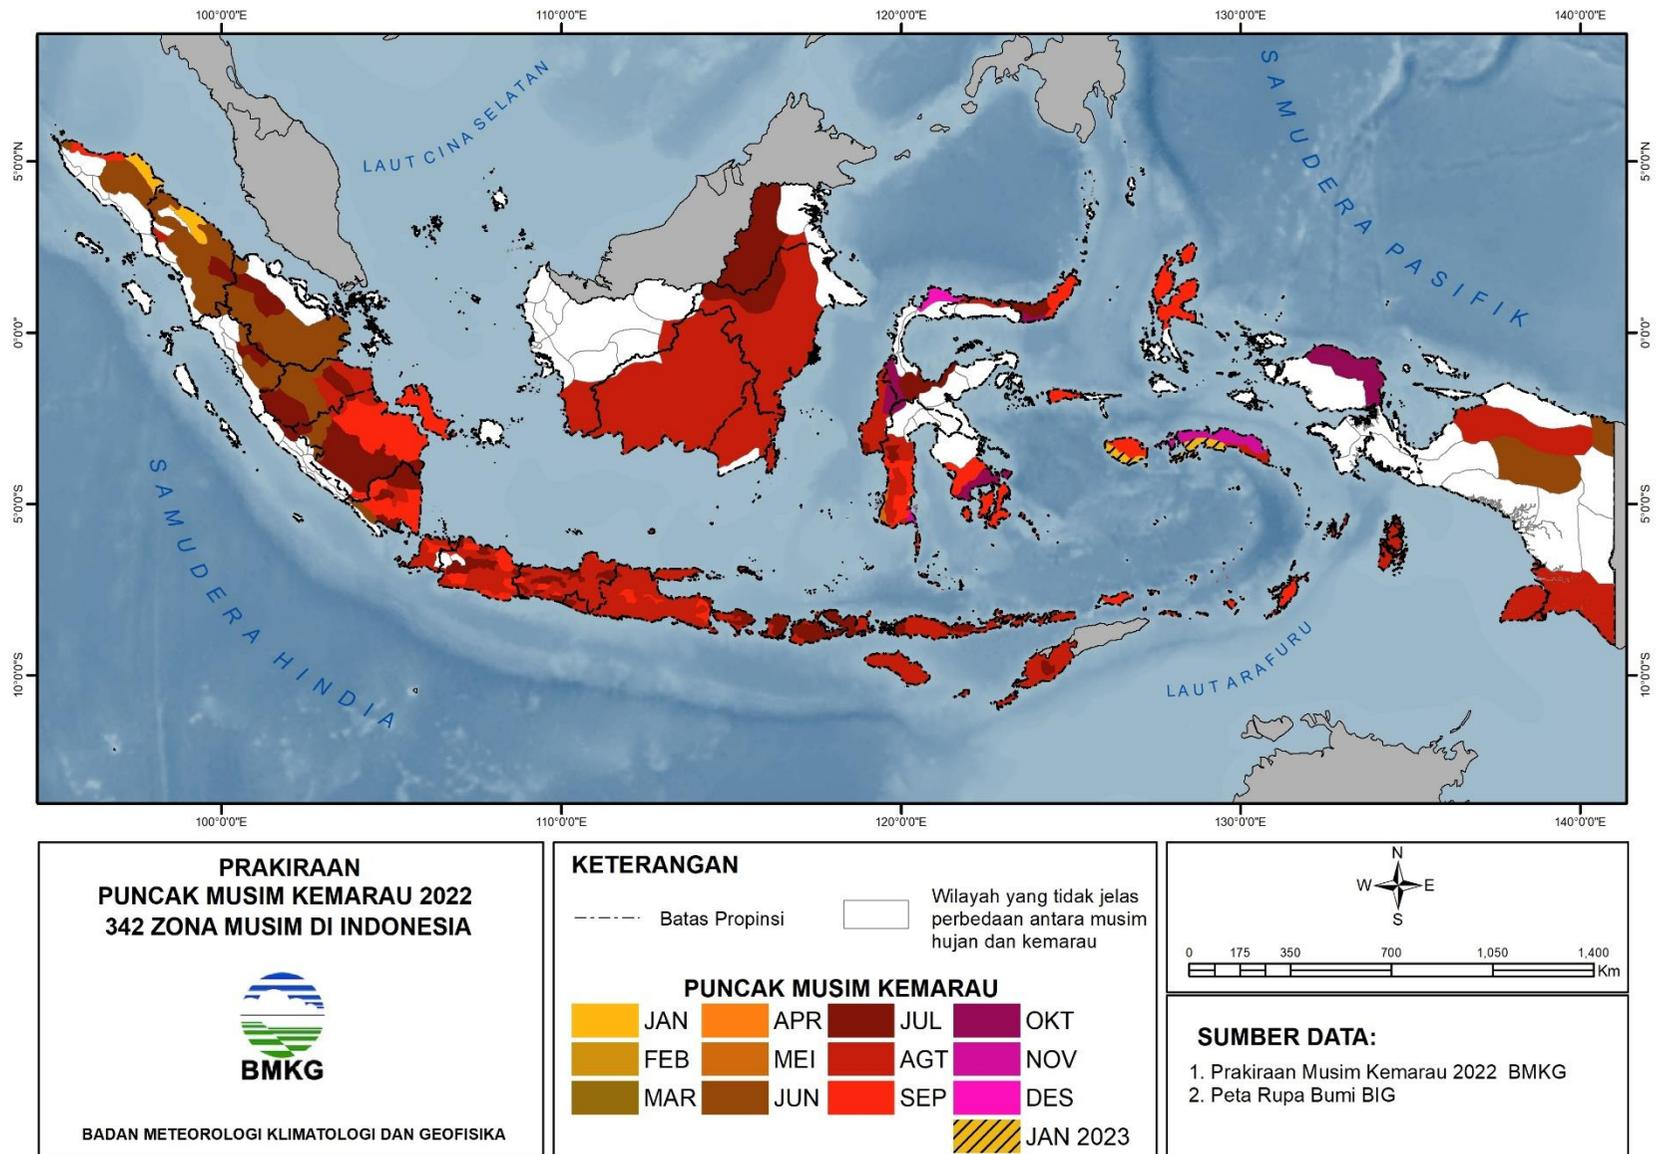 100°0'0"E
110°0'0"E
120°0'0"E
130°0'0"E
140°0'0"E
5°0'0"N
0°0'0"
5°0'0"S
10°0'0"S
LAUT CINA SELATAN
SAMUDERA PASIFIK
SAMUDERA HINDIA
LAUT ARAFURU
5°0'0"N
0°0'0"
5°0'0"S
10°0'0"S
100°0'0"E
110°0'0"E
120°0'0"E
130°0'0"E
140°0'0"E
PRAKIRAAN
PUNCAK MUSIM KEMARAU 2022
342 ZONA MUSIM DI INDONESIA
BMKG
BADAN METEOROLOGI KLIMATOLOGI DAN GEOFISIKA
KETERANGAN
Batas Propinsi
Wilayah yang tidak jelas
perbedaan antara musim
hujan dan kemarau
PUNCAK MUSIM KEMARAU
JAN APR JUL OKT
FEB MEI AGT NOV
MAR JUN SEP DES
JAN 2023
N
W E
S
0 175 350 700 1,050 1,400
Km
SUMBER DATA:
1. Prakiraan Musim Kemarau 2022 BMKG
2. Peta Rupa Bumi BIG